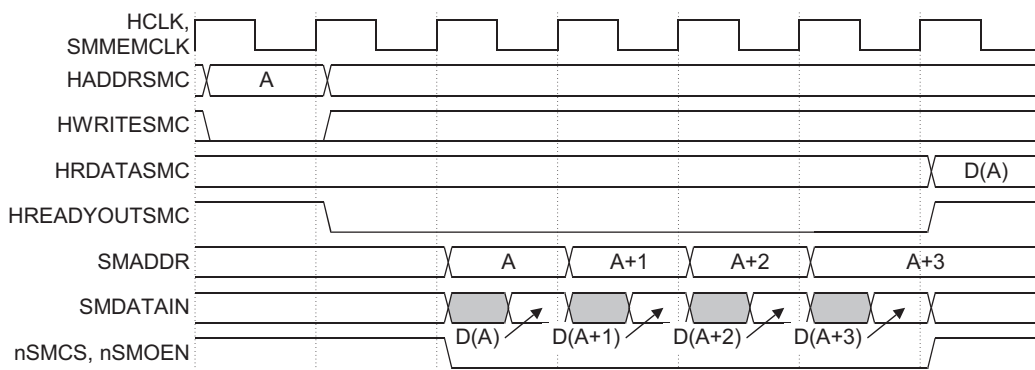 HCLK,
SMMEMCLK
HADDRSMC
A
HWRITESMC
HRDATASMC
D(A)
HREADYOUTSMC
SMADDR
A
A+1
A+2
A+3
SMDATAIN
D(A)
D(A+1)
D(A+2)
D(A+3)
nSMCS, nSMOEN